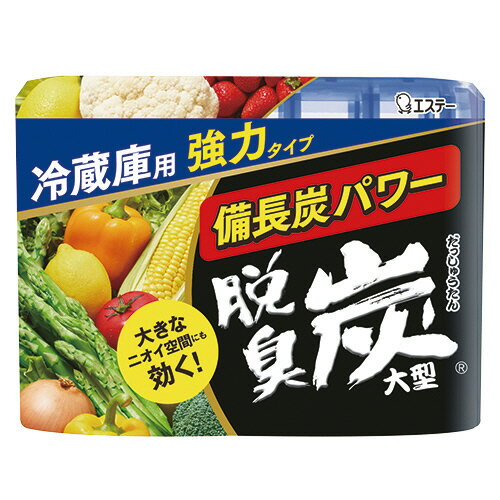 エステー
冷蔵庫用 強力タイプ
備長炭パワー
脱臭炭
だっしゅうたん
大型
®
大きな
ニオイ空間にも
効く!